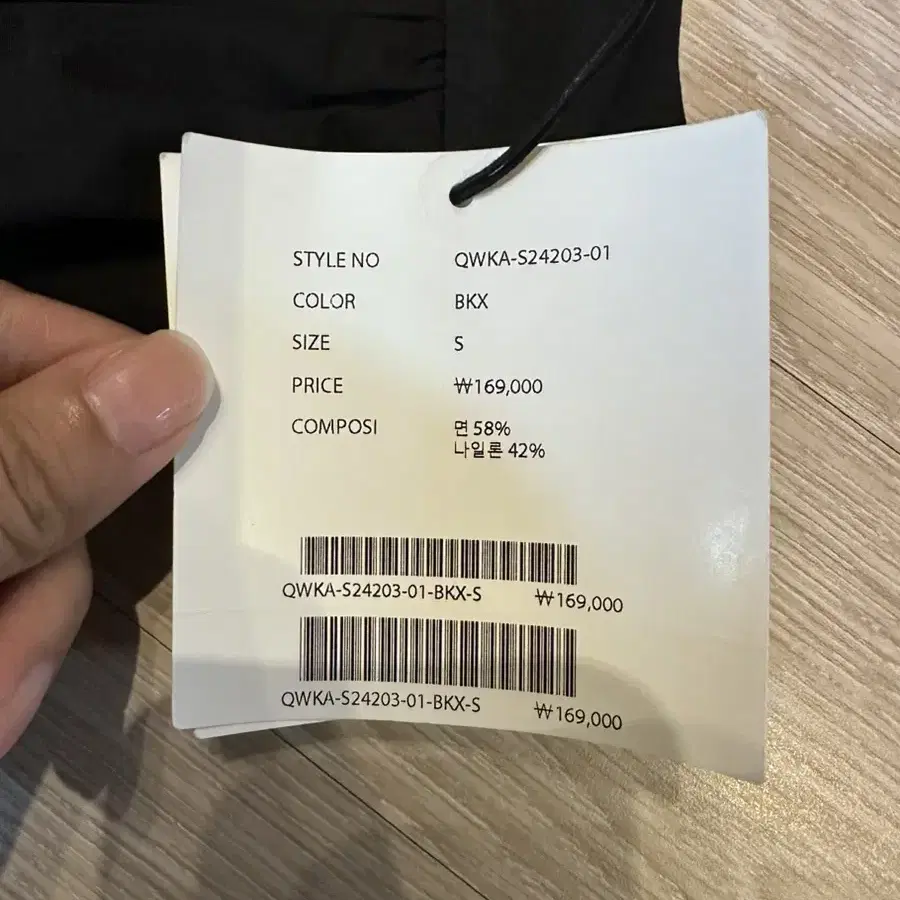 STYLE NO QWKA-S24203-01
COLOR BKX
SIZE S
PRICE ₩169,000
COMPOSI 면 58%
나일론 42%
QWKA-S24203-01-BKX-S ₩169,000
QWKA-S24203-01-BKX-S ₩169,000